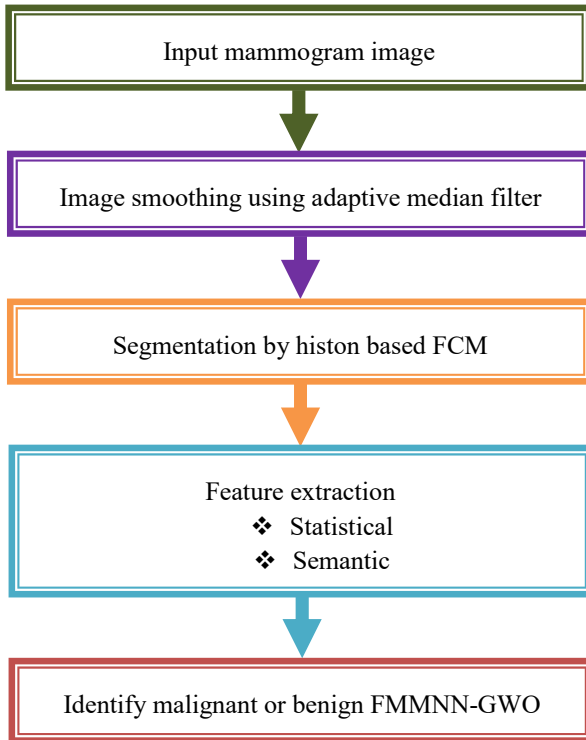 Input mammogram image
Image smoothing using adaptive median filter
Segmentation by histon based FCM
Feature extraction
❖ Statistical
❖ Semantic
Identify malignant or benign FMMNN-GWO